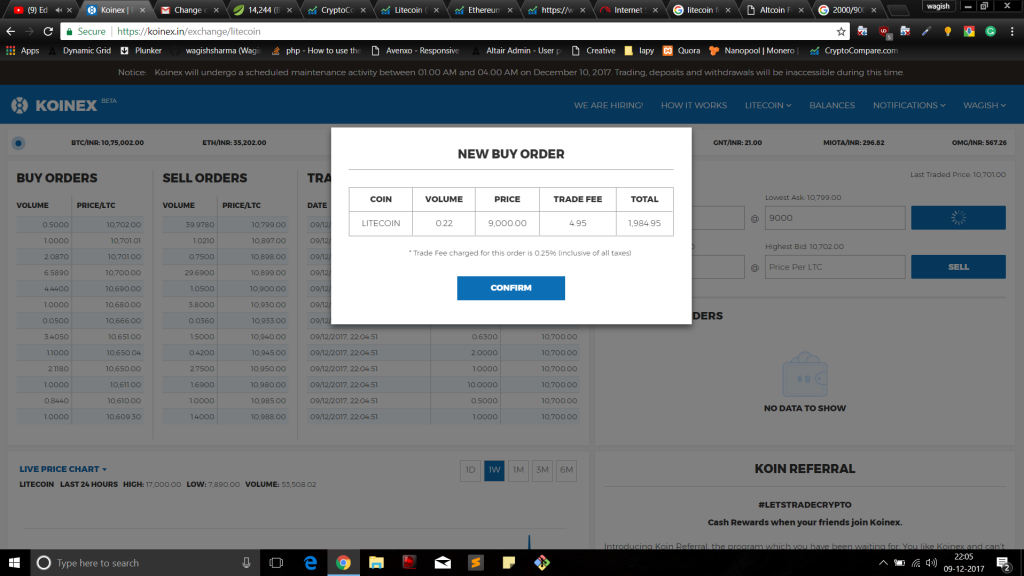 (9) Ed
Koinex |
Change c
14,244 (I
CryptoCo
Litecoin
Ethereum
https://w
Internet
litecoin f
Altcoin F
2000/900
wagish
Secure | https://koinex.in/exchange/litecoin
Apps Dynamic Grid Plunker wagishsharma (Wag php - How to use the Avenxo - Responsive Altair Admin - User p Creative lapy Quora Nanopool | Monero CryptoCompare.com
Notice: Koinex will undergo a scheduled maintenance activity between 01.00 AM and 04.00 AM on December 10, 2017. Trading, deposits and withdrawals will be inaccessible during this time.
KOINEX BETA
WE ARE HIRING! HOW IT WORKS LITECOIN BALANCES NOTIFICATIONS WAGISH
BTC/INR: 10,75,002.00 ETH/INR: 35,202.00 GNT/INR: 21.00 MIOTA/INR: 296.82 OMG/INR: 567.26
NEW BUY ORDER
COIN VOLUME PRICE TRADE FEE TOTAL
LITECOIN 0.22 9,000.00 4.95 1,984.95
* Trade Fee charged for this order is 0.25% (inclusive of all taxes)
CONFIRM
BUY ORDERS
VOLUME PRICE/LTC
0.5000 10,702.00
1.0000 10,701.01
2.0870 10,701.00
6.5890 10,700.00
4.4400 10,690.00
1.0000 10,680.00
0.0500 10,666.00
3.4050 10,651.00
1.1000 10,650.04
2.1180 10,650.00
1.0000 10,611.00
0.8440 10,610.00
1.0000 10,609.30
SELL ORDERS
VOLUME PRICE/LTC
39.9780 10,799.00
1.0210 10,897.00
0.7500 10,898.00
29.6900 10,899.00
1.0500 10,900.00
3.8000 10,930.00
0.0360 10,933.00
1.5000 10,940.00
0.4200 10,945.00
2.7500 10,950.00
1.6900 10,980.00
1.0000 10,985.00
1.4000 10,988.00
TRA
DATE
09/12/
09/12/
09/12/
09/12/
09/12/
09/12/
09/12/
09/12/2017, 22:04:51 0.6300 10,700.00
09/12/2017, 22:04:51 2.0000 10,700.00
09/12/2017, 22:04:51 1.0000 10,700.00
09/12/2017, 22:04:51 10.0000 10,700.00
09/12/2017, 22:04:51 0.5000 10,700.00
09/12/2017, 22:04:51 1.0000 10,700.00
Last Traded Price: 10,701.00
Lowest Ask: 10,799.00
@ 9000
Highest Bid: 10,702.00
@ Price Per LTC SELL
DERS
NO DATA TO SHOW
LIVE PRICE CHART
1D 1W 1M 3M 6M
LITECOIN LAST 24 HOURS HIGH: 17,000.00 LOW: 7,890.00 VOLUME: 53,508.02
KOIN REFERRAL
#LETSTRADECRYPTO
Cash Rewards when your friends join Koinex.
Introducing Koin Referral, the program which you have been waiting for. You like Koinex and can't
Type here to search
22:05
09-12-2017
2